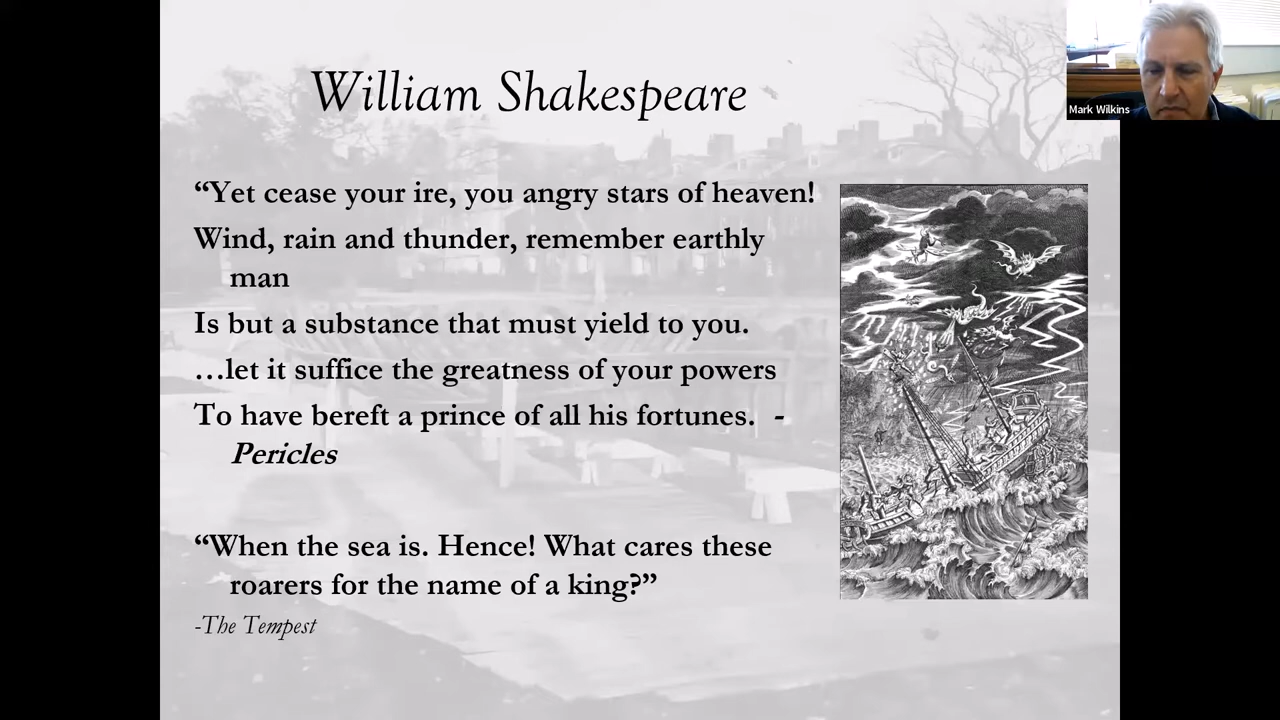 William Shakespeare
Mark Wilkins
“Yet cease your ire, you angry stars of heaven!
Wind, rain and thunder, remember earthly
man
Is but a substance that must yield to you.
…let it suffice the greatness of your powers
To have bereft a prince of all his fortunes. -
Pericles
“When the sea is. Hence! What cares these
roarers for the name of a king?”
-The Tempest